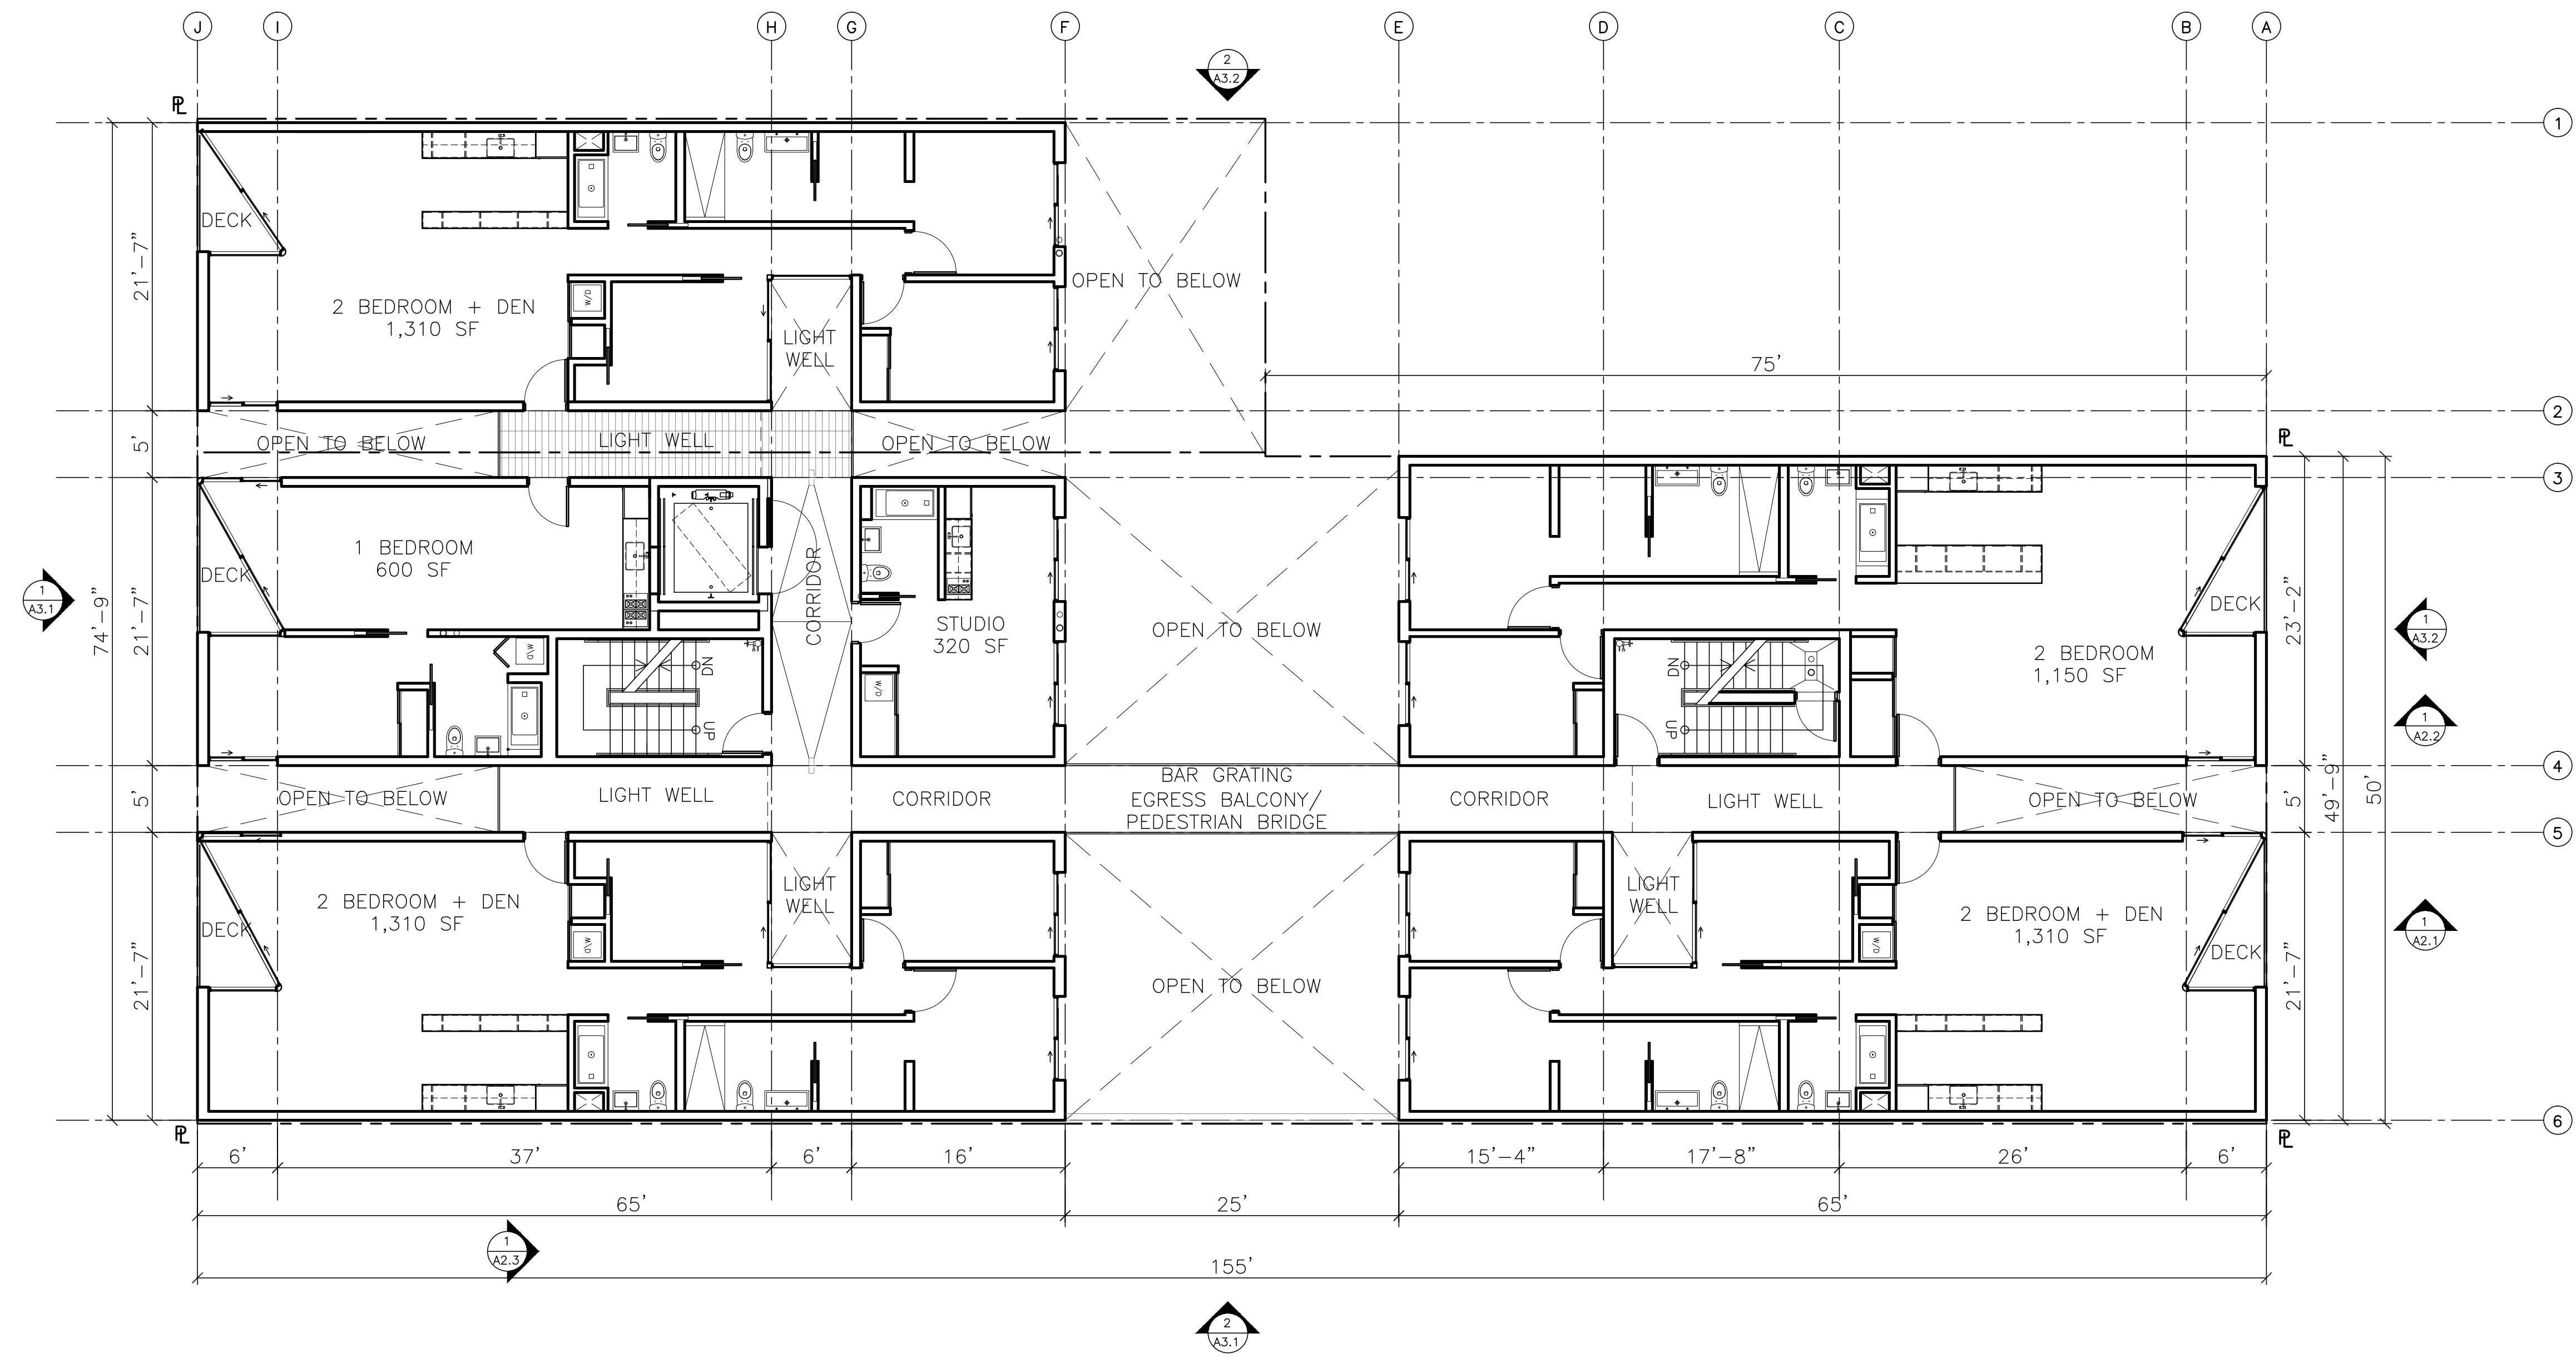 J I H G F E D C B A
2
A3.2
PL
1
DECK
21'-7"
OPEN TO BELOW
2 BEDROOM + DEN
1,310 SF
W/D
LIGHT
WELL
75'
2
5'
OPEN TO BELOW
LIGHT WELL
OPEN TO BELOW
PL
3
1 BEDROOM
600 SF
DECK
CORRIDOR
1
A3.1
74'-9"
21'-7"
STUDIO
320 SF
OPEN TO BELOW
DECK
23'-2"
1
A3.2
W/D
DN
UP
W/D
DN
UP
2 BEDROOM
1,150 SF
1
A2.2
4
5'
OPEN TO BELOW
LIGHT WELL
CORRIDOR
BAR GRATING
EGRESS BALCONY/
PEDESTRIAN BRIDGE
CORRIDOR
LIGHT WELL
OPEN TO BELOW
5'
49'-9"
50'
5
2 BEDROOM + DEN
1,310 SF
DECK
LIGHT
WELL
W/D
21'-7"
OPEN TO BELOW
LIGHT
WELL
W/D
2 BEDROOM + DEN
1,310 SF
DECK
21'-7"
1
A2.1
6
PL
PL
6' 37' 6' 16' 15'-4" 17'-8" 26' 6'
65' 25' 65'
1
A2.3
155'
2
A3.1